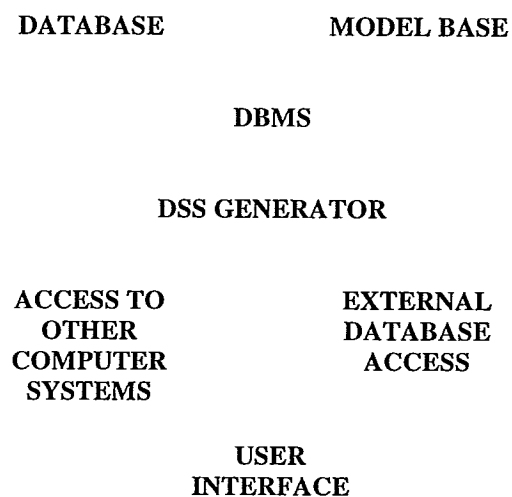 DATABASE MODEL BASE
DBMS
DSS GENERATOR
ACCESS TO
OTHER
COMPUTER
SYSTEMS
EXTERNAL
DATABASE
ACCESS
USER
INTERFACE